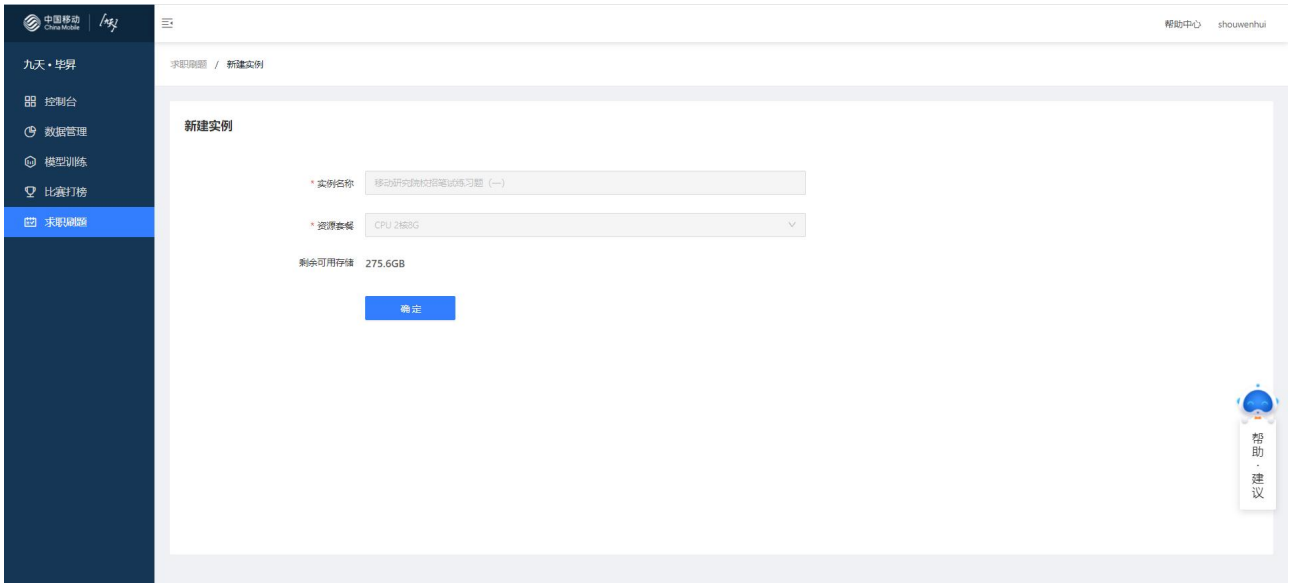 中国移动
China Mobile
帮助中心
shouwenhui
九天·毕昇
求职刷题 / 新建实例
控制台
数据管理
模型训练
比赛打榜
求职刷题
新建实例
* 实例名称 移动研究院校招笔试练习题（一）
* 资源套餐 CPU 2核8G
剩余可用存储 275.6GB
确定
帮助·建议